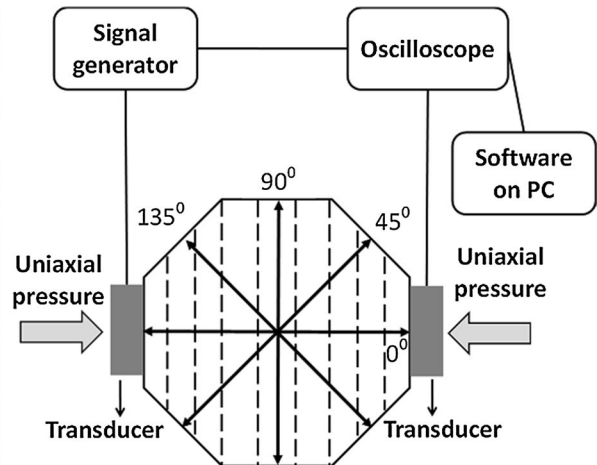 Signal
generator
Oscilloscope
Software
on PC
90⁰
135⁰
45⁰
Uniaxial
pressure
Uniaxial
pressure
0⁰
Transducer
Transducer